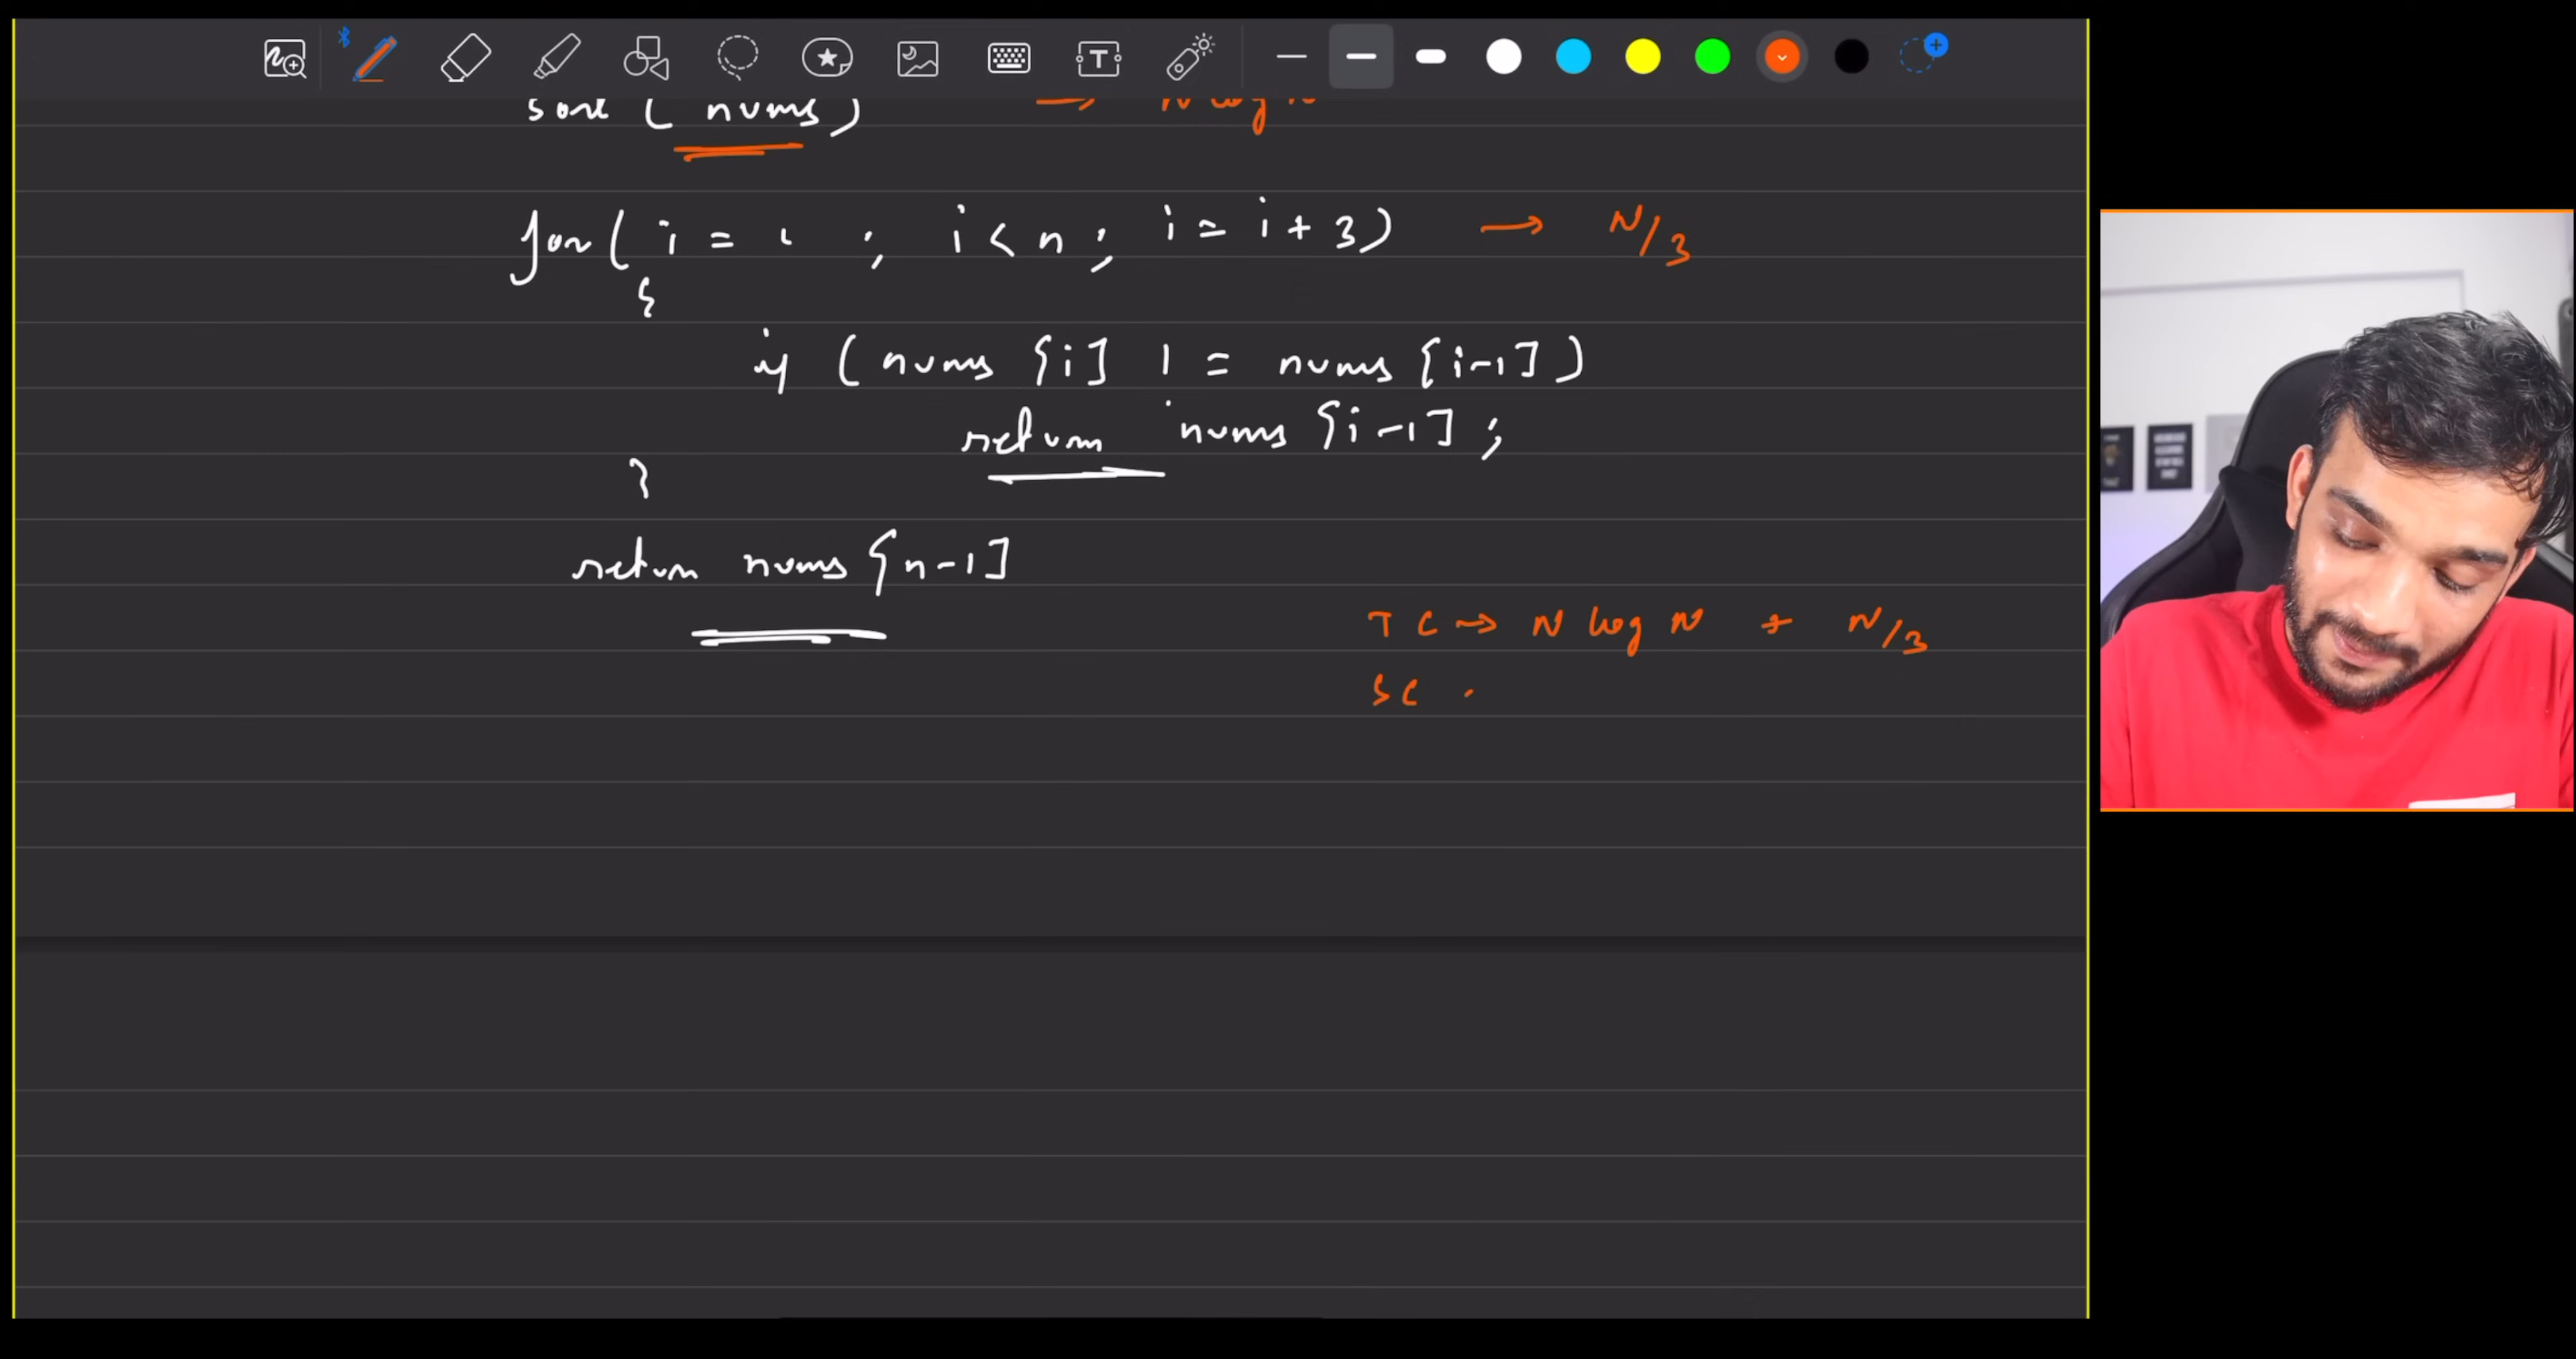 sort ( nums ) → N log N
for( i = 1 ; i < n ; i = i + 3) → N/3
{
if ( nums [i] != nums [i-1] )
return nums [i-1] ;
}
return nums [n-1]
TC → N log N + N/3
SC